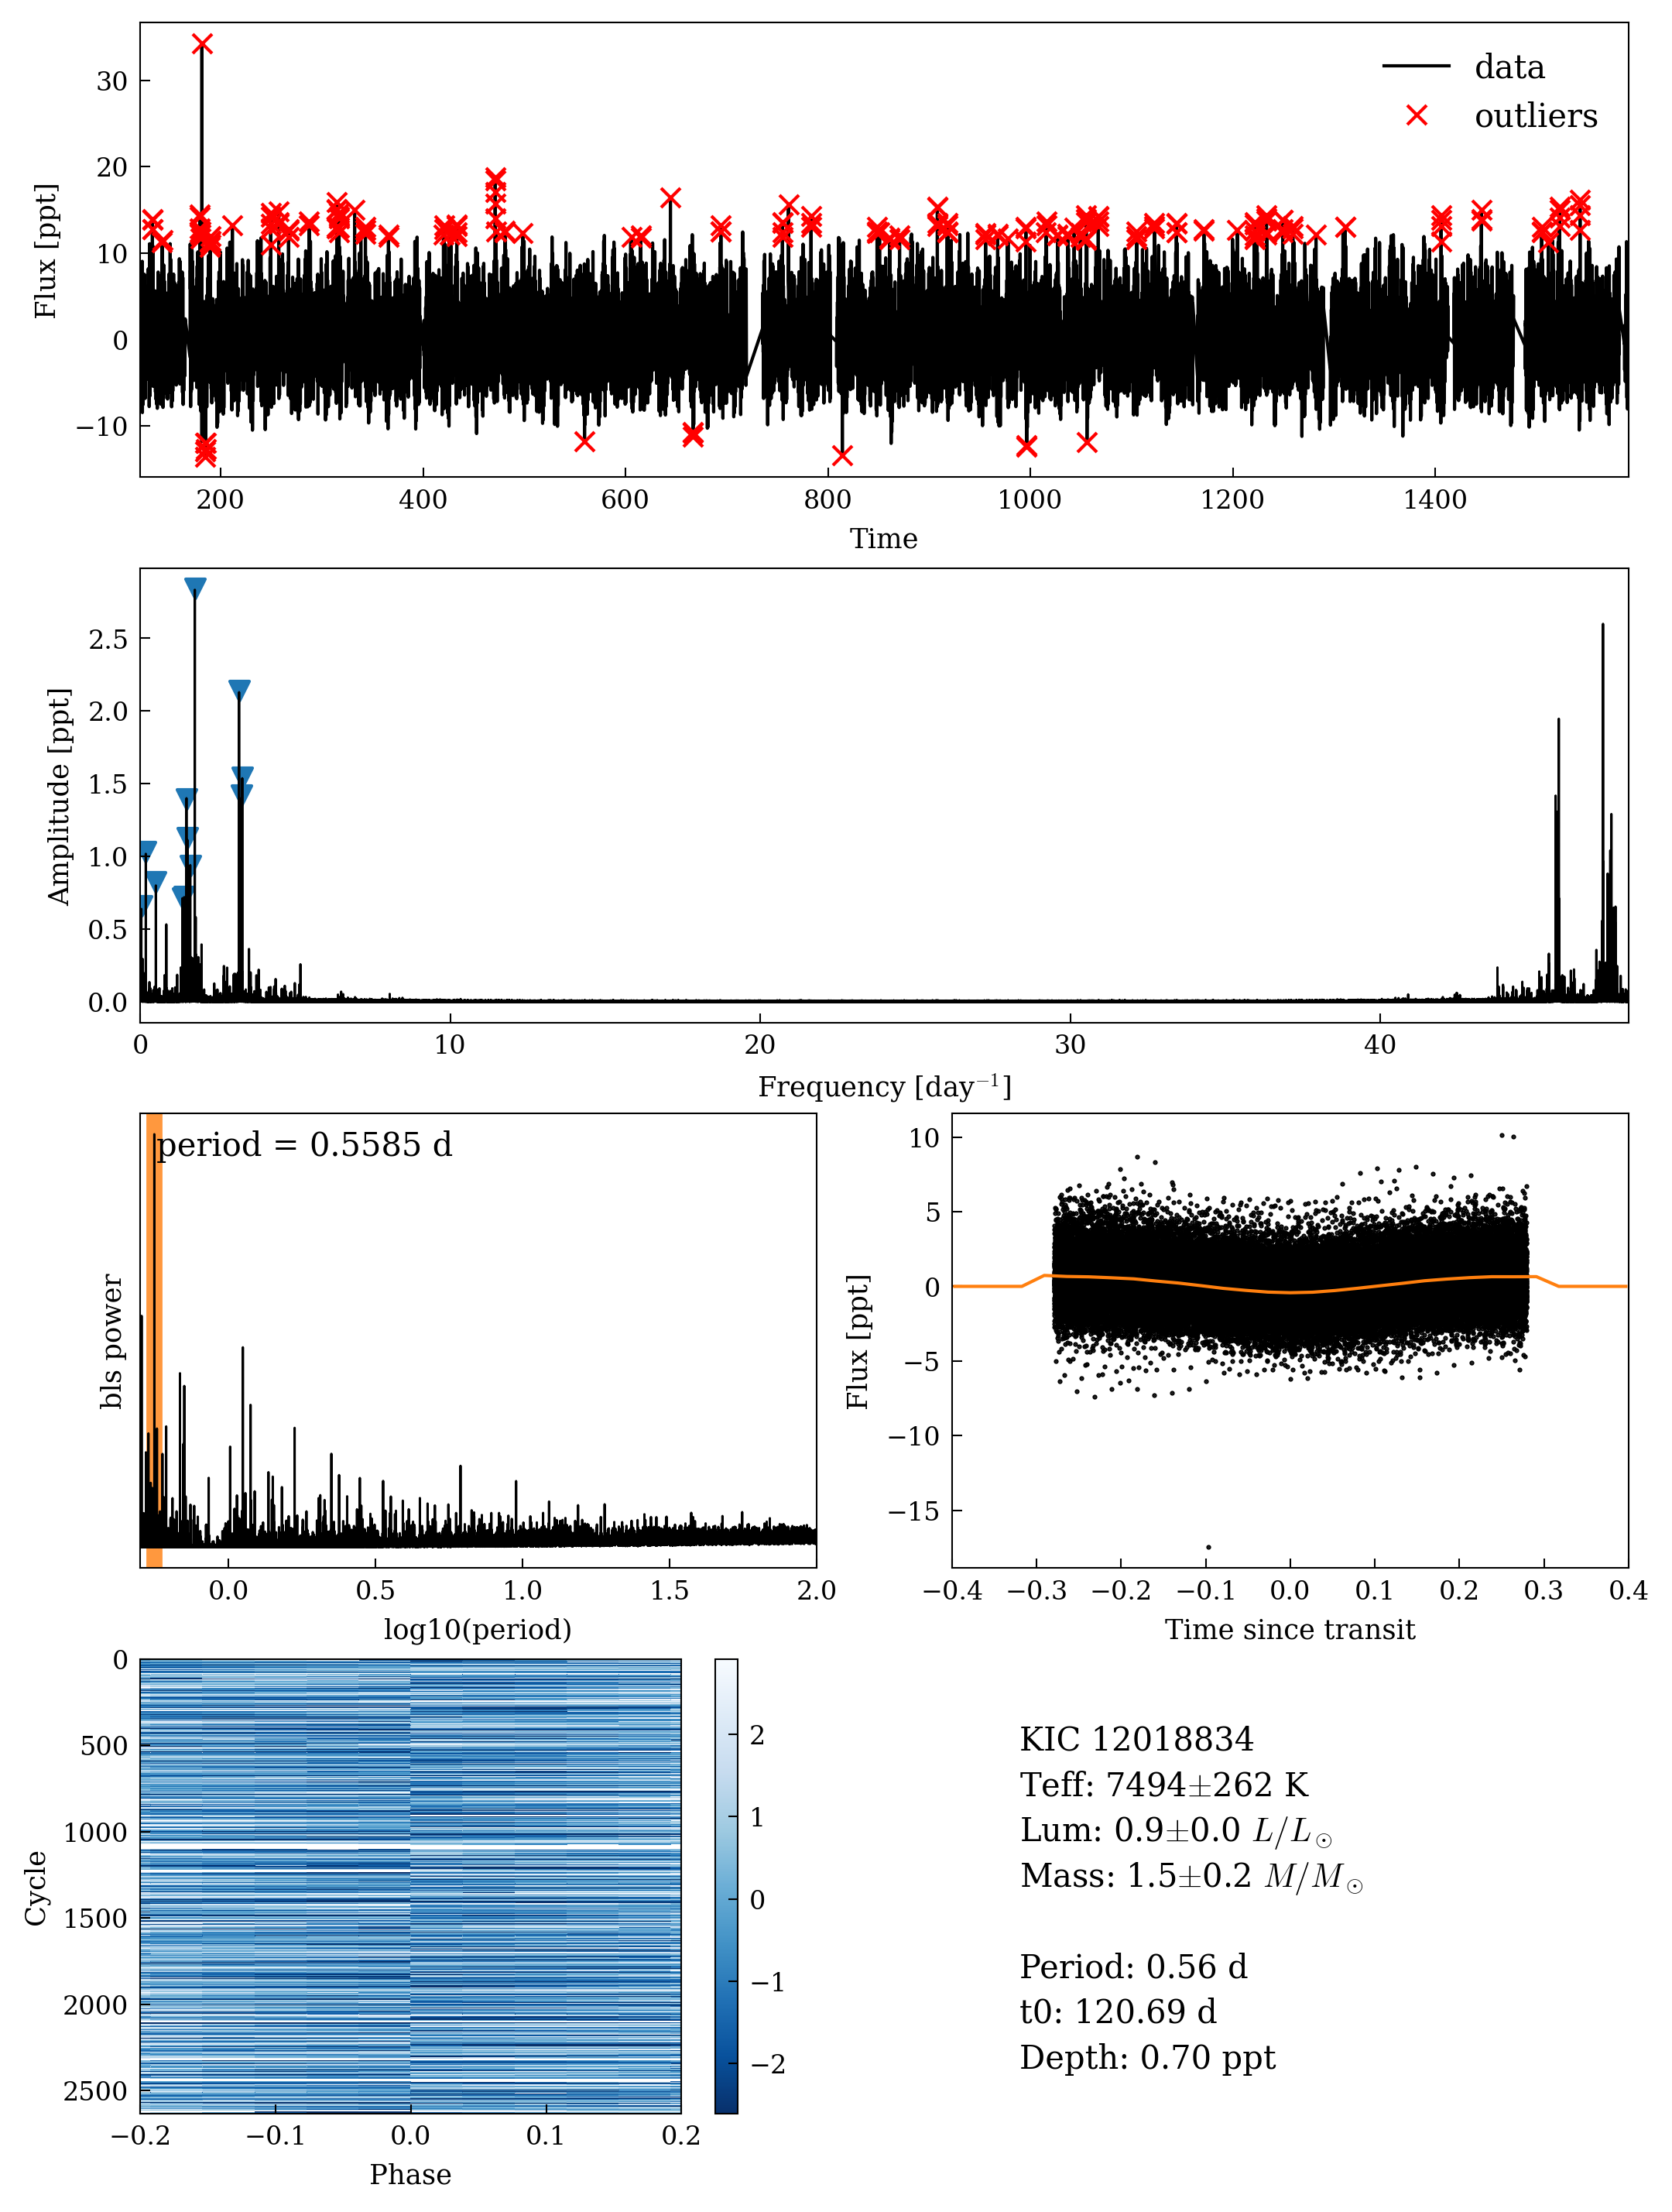 data
outliers
30
20
10
0
−10
Flux [ppt]
200 400 600 800 1000 1200 1400
Time
2.5
2.0
1.5
1.0
0.5
0.0
Amplitude [ppt]
0 10 20 30 40
Frequency [day⁻¹]
period = 0.5585 d
bls power
0.0 0.5 1.0 1.5 2.0
log10(period)
10
5
0
−5
−10
−15
Flux [ppt]
−0.4 −0.3 −0.2 −0.1 0.0 0.1 0.2 0.3 0.4
Time since transit
0
500
1000
1500
2000
2500
Cycle
−0.2 −0.1 0.0 0.1 0.2
Phase
2
1
0
−1
−2
KIC 12018834
Teff: 7494±262 K
Lum: 0.9±0.0 L/L☉
Mass: 1.5±0.2 M/M☉
Period: 0.56 d
t0: 120.69 d
Depth: 0.70 ppt